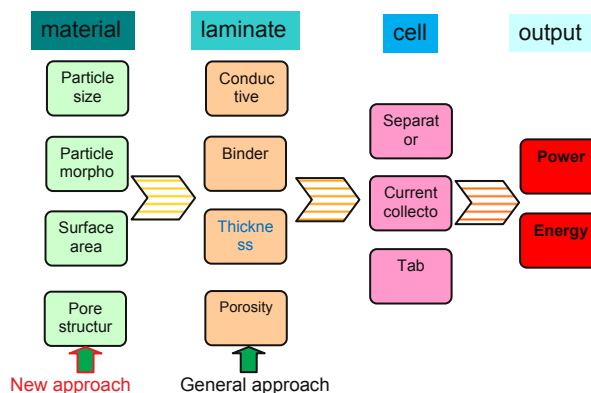 material
laminate
cell
output
Particle
size
Particle
morpho
Surface
area
Pore
structur
Conduc
tive
Binder
Thickne
ss
Porosity
Separat
or
Current
collecto
Tab
Power
Energy
New approach
General approach